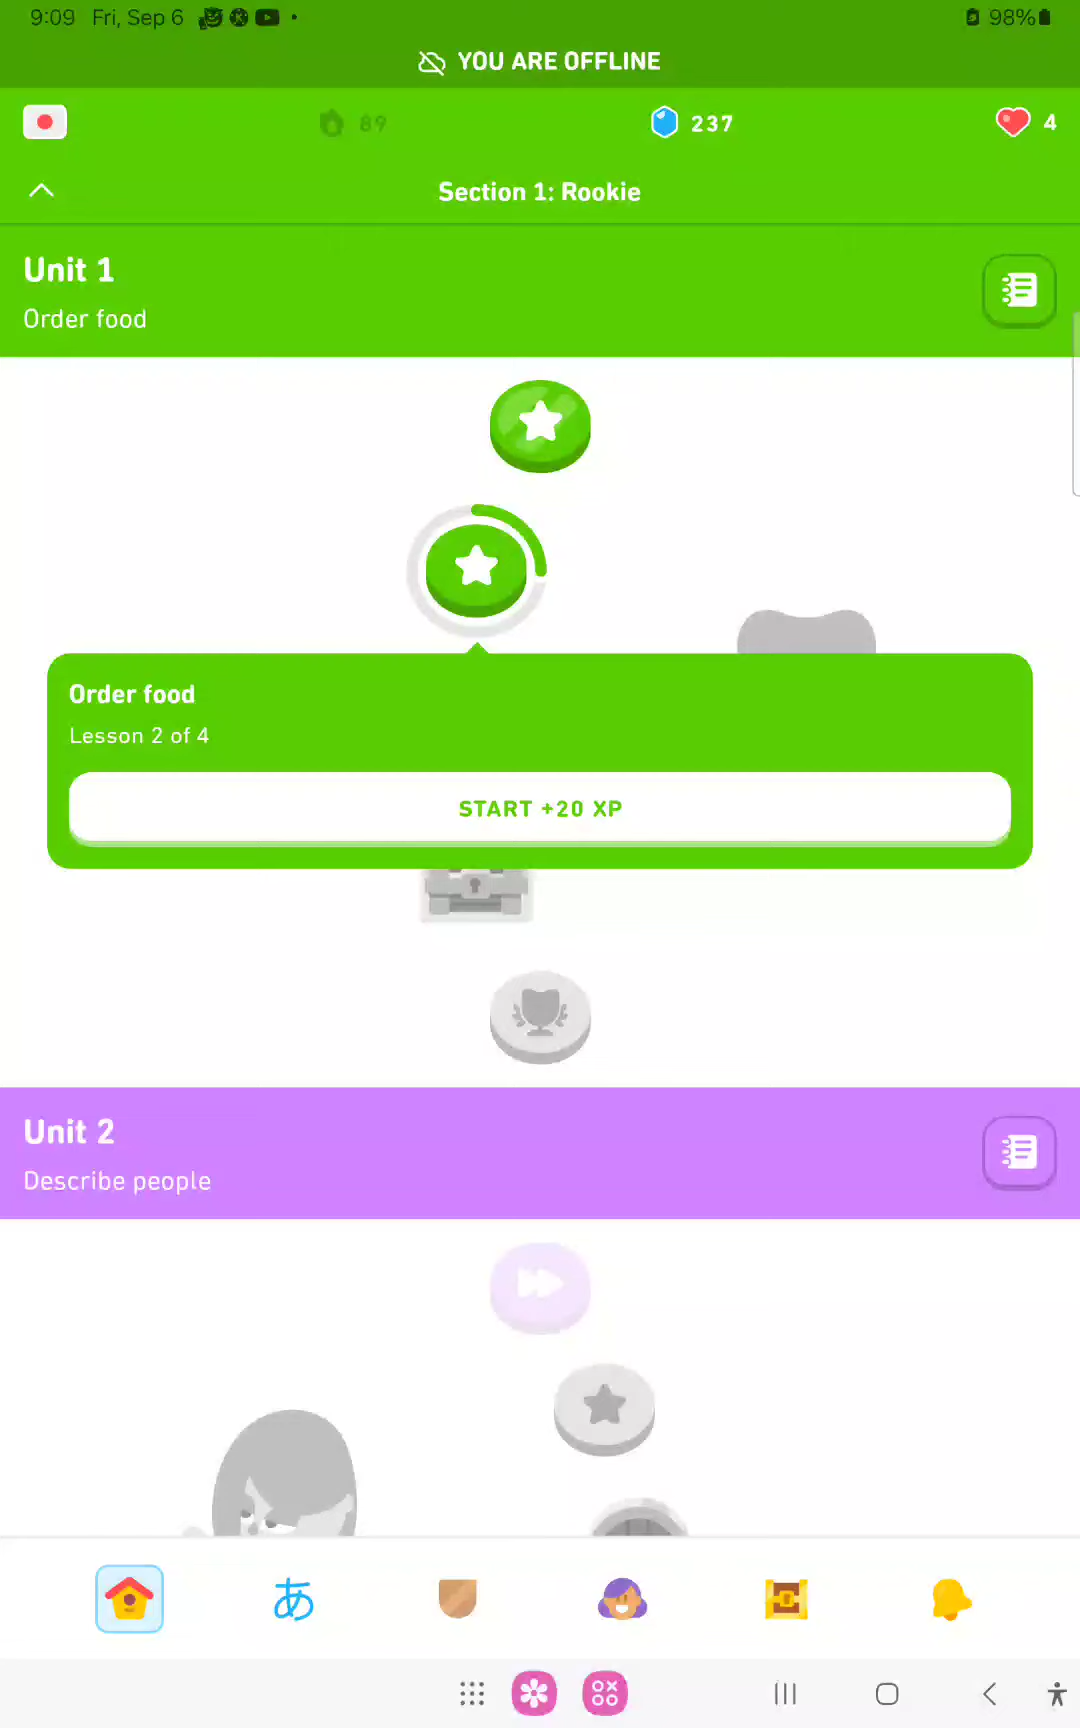 9:09 Fri, Sep 6 98%
YOU ARE OFFLINE
89 237 4
Section 1: Rookie
Unit 1
Order food
Order food
Lesson 2 of 4
START +20 XP
Unit 2
Describe people
あ